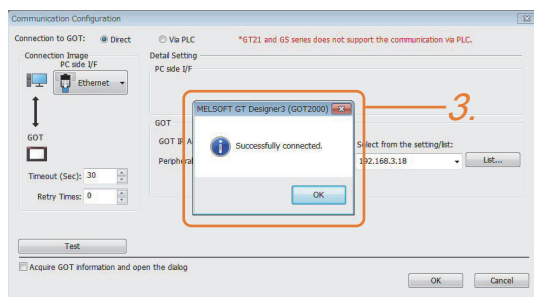 Communication Configuration
Connection to GOT: Direct Via PLC *GT21 and GS series does not support the communication via PLC.
Connection Image
PC side I/F
Ethernet
GOT
Timeout (Sec): 30
Retry Times: 0
Test
Detail Setting
PC side I/F
MELSOFT GT Designer3 (GOT2000)
Successfully connected.
OK
3.
GOT
GOT IP A
Peripheral
Select from the setting/list:
192.168.3.18
List...
Acquire GOT information and open the dialog
OK Cancel